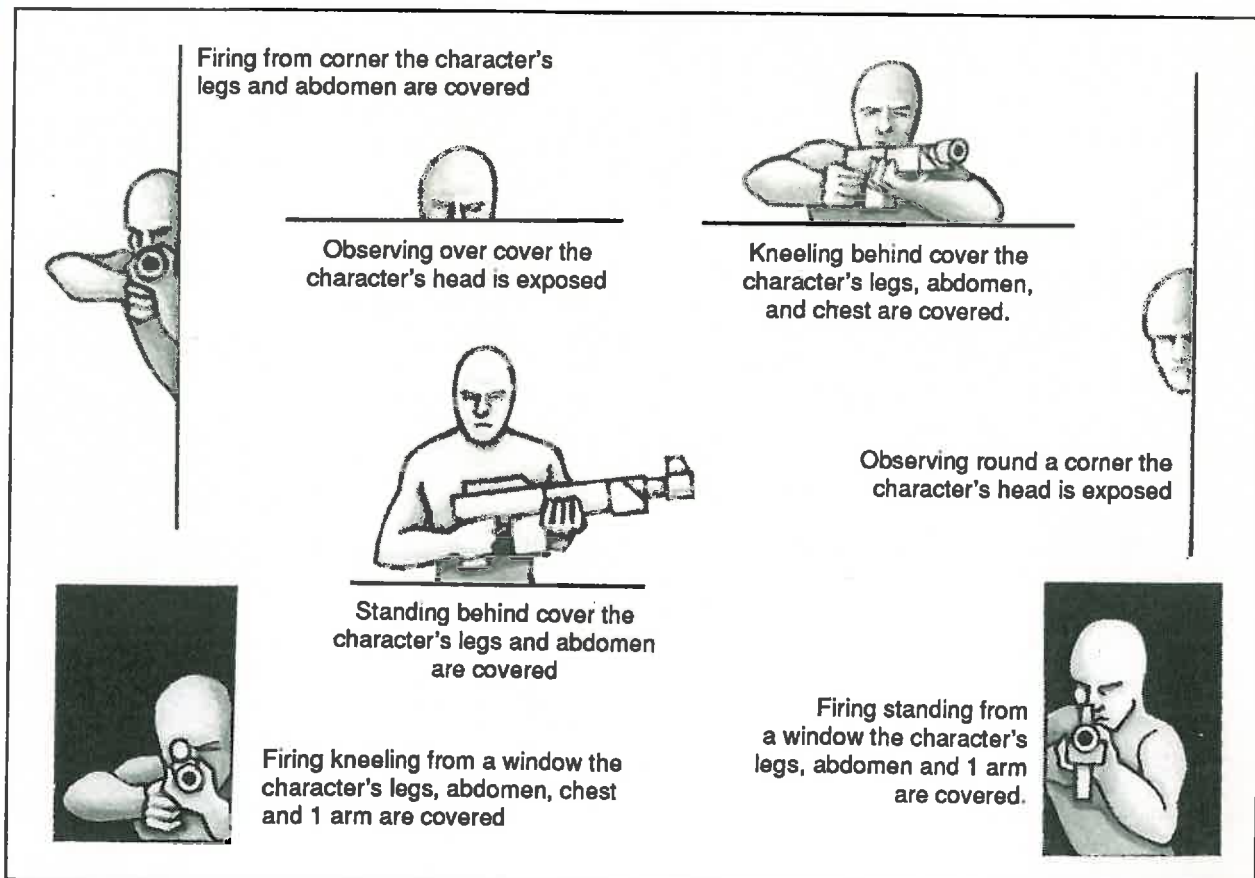 Firing from corner the character's
legs and abdomen are covered
Observing over cover the
character's head is exposed
Kneeling behind cover the
character's legs, abdomen,
and chest are covered.
Observing round a corner the
character's head is exposed
Standing behind cover the
character's legs and abdomen
are covered
Firing kneeling from a window the
character's legs, abdomen, chest
and 1 arm are covered
Firing standing from
a window the character's
legs, abdomen and 1 arm
are covered.